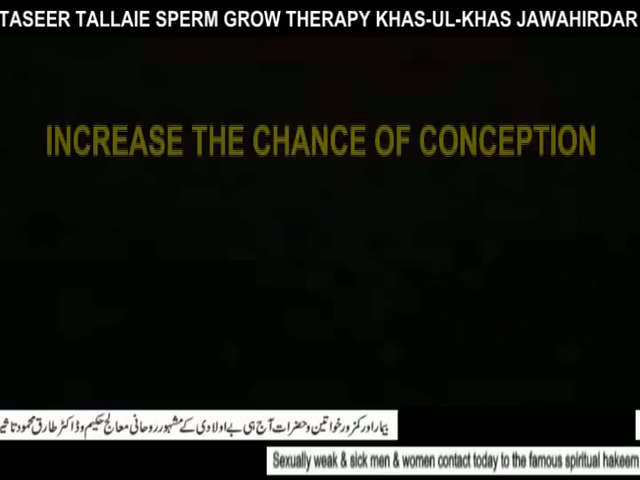 TASEER TALLAIE SPERM GROW THERAPY KHAS-UL-KHAS JAWAHIRDAR
INCREASE THE CHANCE OF CONCEPTION
بیمار اور کمزور خواتین و حضرات آج ہی بے اولادی کے مشہور روحانی معالج حکیم و ڈاکٹر طارق محمود تاثیر
Sexually weak & sick men & women contact today to the famous spiritual hakeem